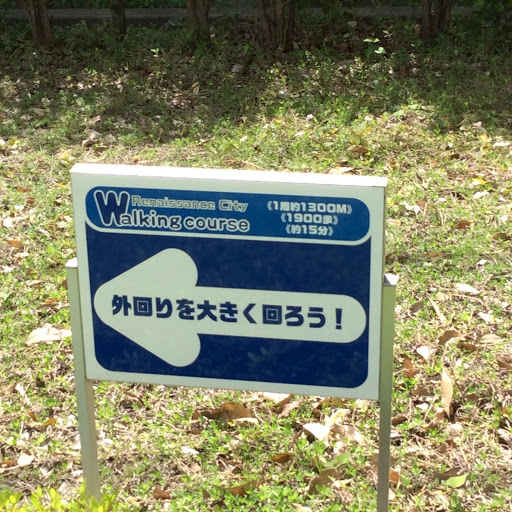 Renaissance City
Walking course
《1周約1300M》
《1900歩》
《約15分》
外回りを大きく回ろう！